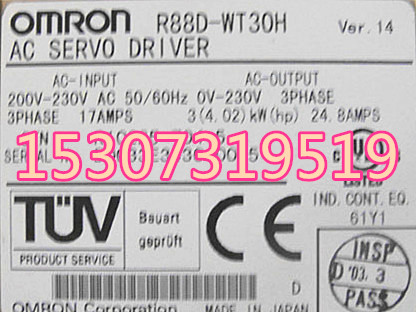 OMRON R88D-WT30H Ver.14
AC SERVO DRIVER
AC-INPUT AC-OUTPUT
200V-230V AC 50/60Hz 0V-230V 3PHASE
3PHASE 17AMPS 3(4.02)kW(hp) 24.8AMPS
15307319519
SERIAL
LISTED
IND. CONT. EQ.
61Y1
TÜV
PRODUCT SERVICE
Bauart
geprüft
CE
INSP
D '03. 3
PASS
D
OMRON Corporation MADE IN JAPAN